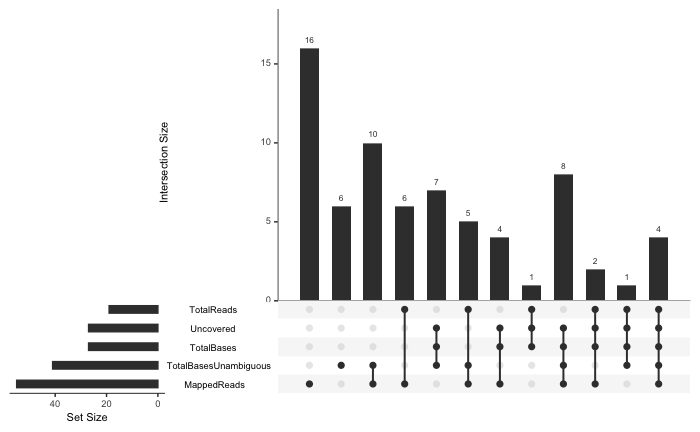 16
15
10
10
8
7
6
6
5
5
4
4
2
1
1
0
Intersection Size
TotalReads
Uncovered
TotalBases
TotalBasesUnambiguous
MappedReads
40 20 0
Set Size